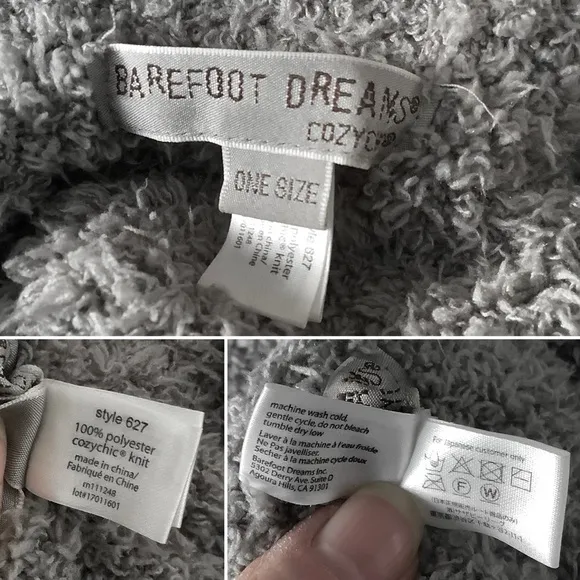 BAREFOOT DREAMS®
COZYCHIC®
ONE SIZE
style 627
100% polyester
cozychic® knit
made in china/
Fabriqué en Chine
m111248
lot#17011601
machine wash cold,
gentle cycle, do not bleach
tumble dry low
Laver à la machine à l'eau froide
Ne Pas javelliser.
Sécher à la machine cycle doux
Barefoot Dreams Inc.
5302 Derry Ave. Suite D
Agoura Hills, CA 91301
For Japanese customer only
F W